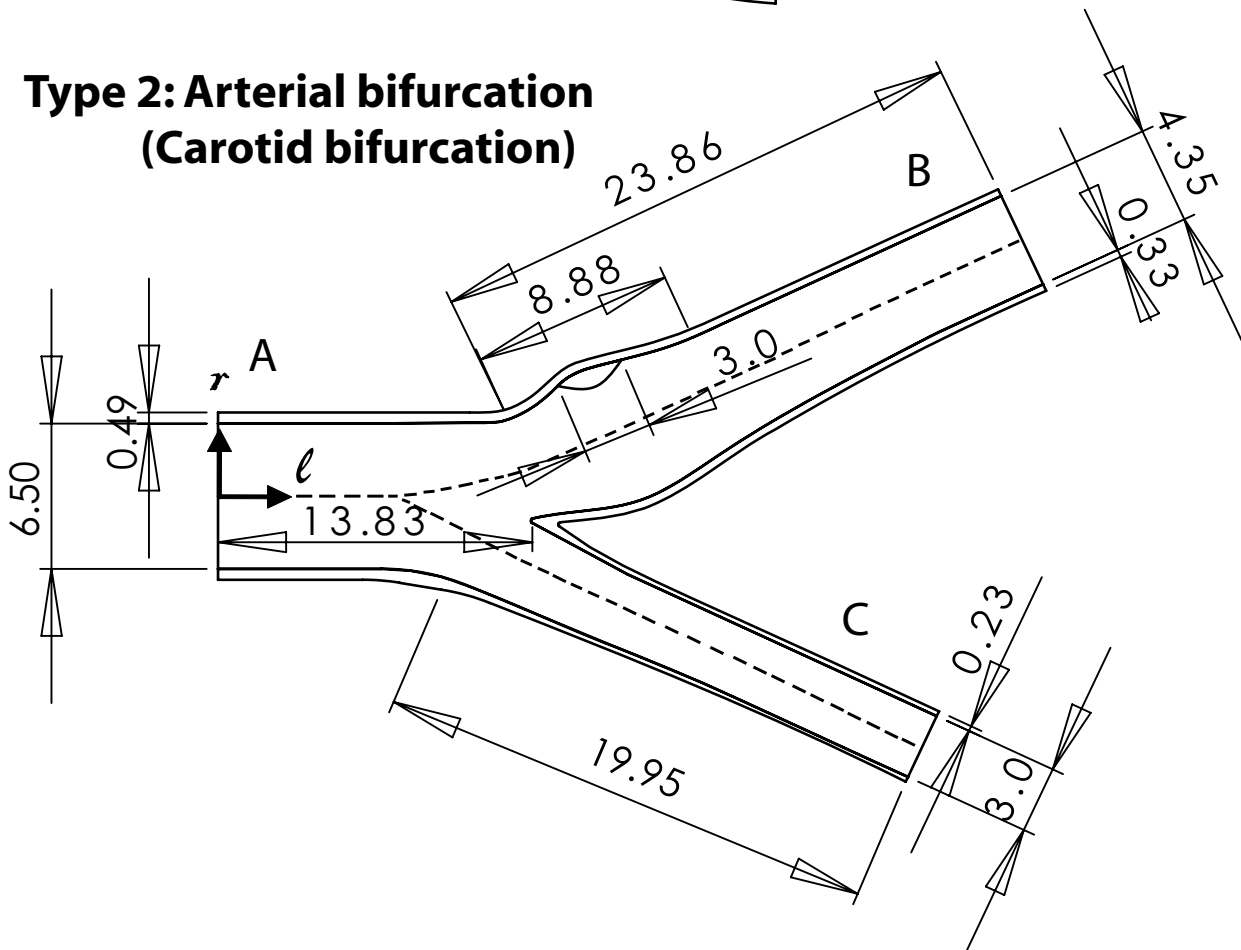 Type 2: Arterial bifurcation
(Carotid bifurcation)
23.86
B
4.35
0.33
8.88
3.0
A
r
0.49
6.50
ℓ
13.83
C
0.23
3.0
19.95